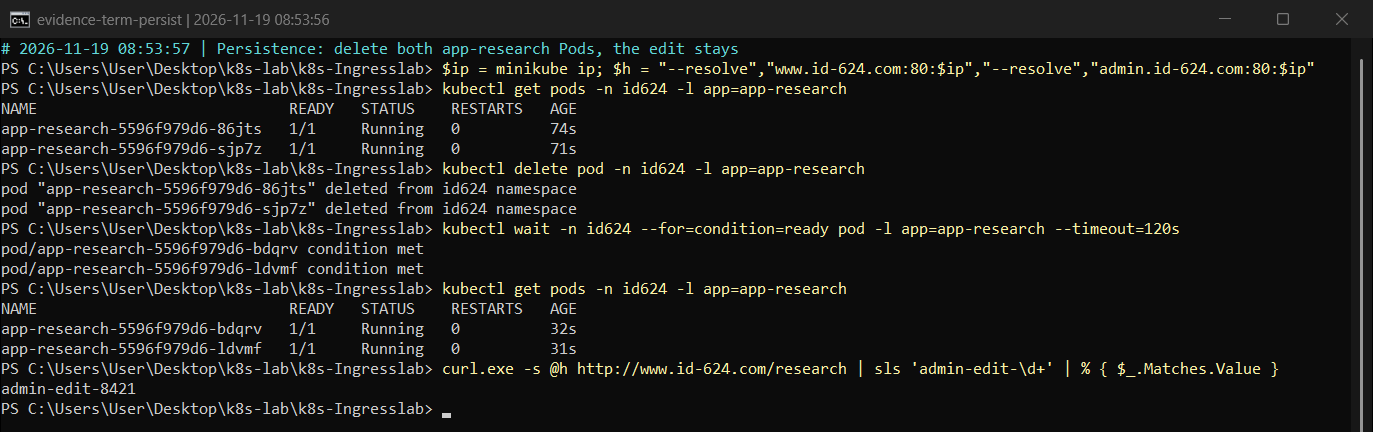 evidence-term-persist | 2026-11-19 08:53:56
# 2026-11-19 08:53:57 | Persistence: delete both app-research Pods, the edit stays
PS C:\Users\User\Desktop\k8s-lab\k8s-Ingresslab> $ip = minikube ip; $h = "--resolve","www.id-624.com:80:$ip","--resolve","admin.id-624.com:80:$ip"
PS C:\Users\User\Desktop\k8s-lab\k8s-Ingresslab> kubectl get pods -n id624 -l app=app-research
NAME                            READY   STATUS    RESTARTS   AGE
app-research-5596f979d6-86jts   1/1     Running   0          74s
app-research-5596f979d6-sjp7z   1/1     Running   0          71s
PS C:\Users\User\Desktop\k8s-lab\k8s-Ingresslab> kubectl delete pod -n id624 -l app=app-research
pod "app-research-5596f979d6-86jts" deleted from id624 namespace
pod "app-research-5596f979d6-sjp7z" deleted from id624 namespace
PS C:\Users\User\Desktop\k8s-lab\k8s-Ingresslab> kubectl wait -n id624 --for=condition=ready pod -l app=app-research --timeout=120s
pod/app-research-5596f979d6-bdqrv condition met
pod/app-research-5596f979d6-ldvmf condition met
PS C:\Users\User\Desktop\k8s-lab\k8s-Ingresslab> kubectl get pods -n id624 -l app=app-research
NAME                            READY   STATUS    RESTARTS   AGE
app-research-5596f979d6-bdqrv   1/1     Running   0          32s
app-research-5596f979d6-ldvmf   1/1     Running   0          31s
PS C:\Users\User\Desktop\k8s-lab\k8s-Ingresslab> curl.exe -s @h http://www.id-624.com/research | sls 'admin-edit-\d+' | % { $_.Matches.Value }
admin-edit-8421
PS C:\Users\User\Desktop\k8s-lab\k8s-Ingresslab>